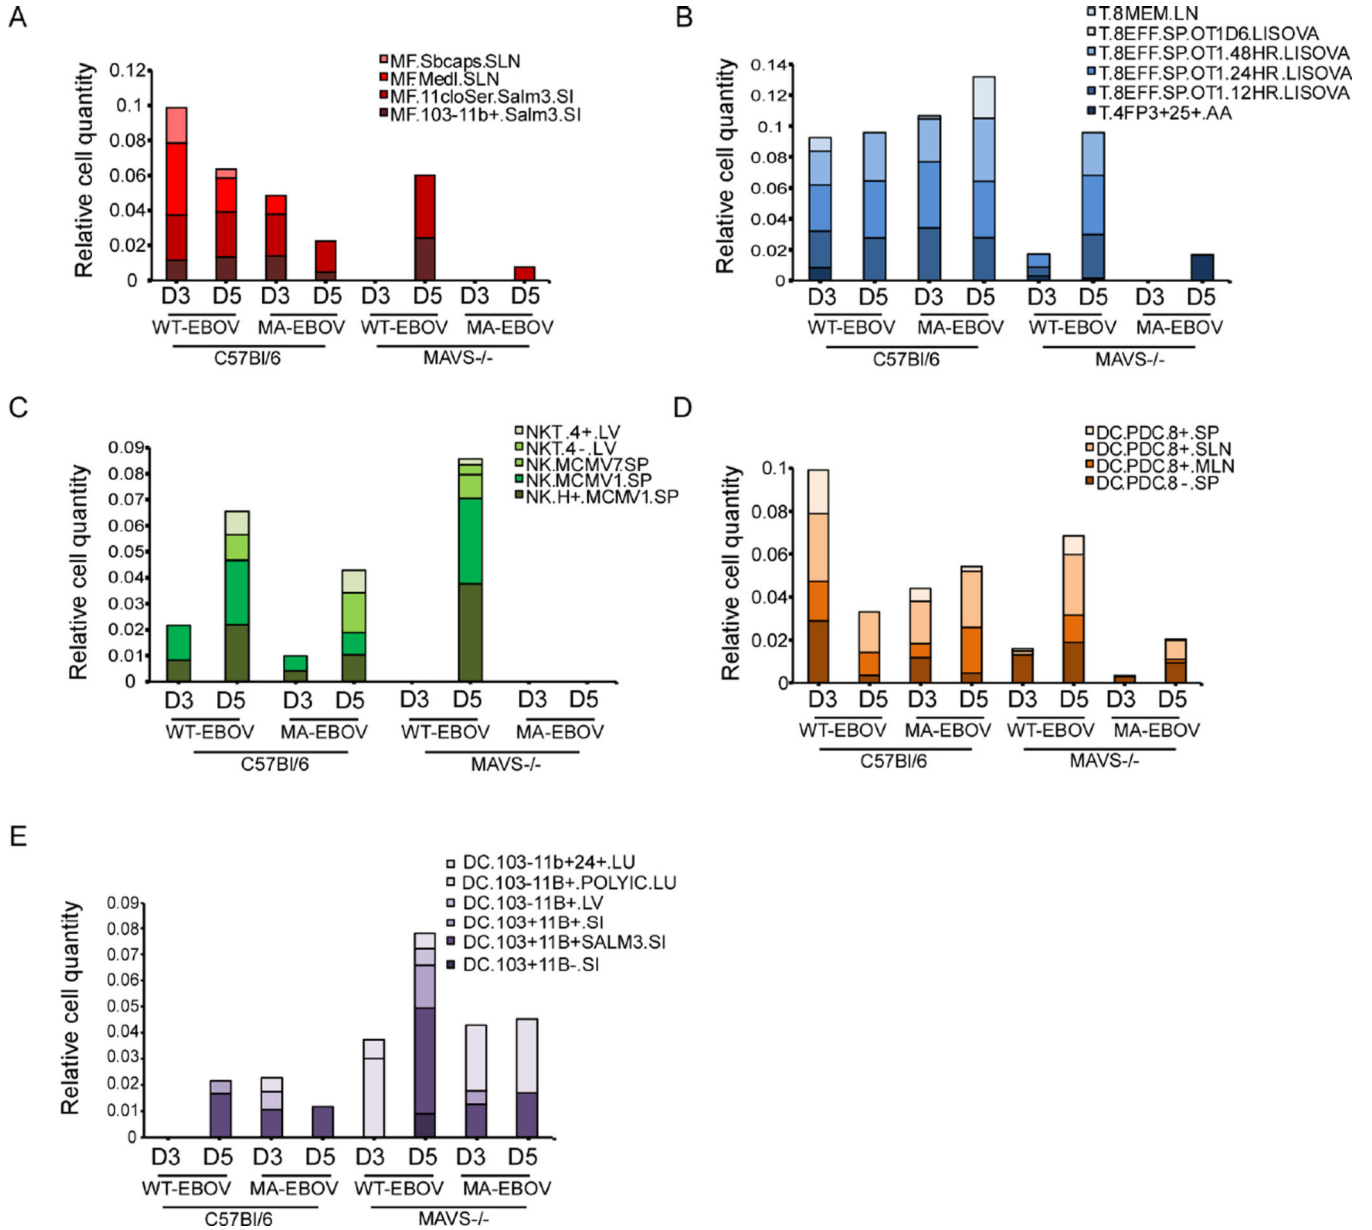 A
MF.Sbcaps.SLN
MFMedl.SLN
MF.11cloSer.Salm3.SI
MF.103-11b+.Salm3.SI
Relative cell quantity
0.12
0.1
0.08
0.06
0.04
0.02
0
D3 D5 D3 D5 D3 D5 D3 D5
WT-EBOV MA-EBOV WT-EBOV MA-EBOV
C57Bl/6 MAVS-/-
B
T.8MEM.LN
T.8EFF.SP.OT1D6.LISOVA
T.8EFF.SP.OT1.48HR.LISOVA
T.8EFF.SP.OT1.24HR.LISOVA
T.8EFF.SP.OT1.12HR.LISOVA
T.4FP3+25+.AA
Relative cell quantity
0.14
0.12
0.1
0.08
0.06
0.04
0.02
0
D3 D5 D3 D5 D3 D5 D3 D5
WT-EBOV MA-EBOV WT-EBOV MA-EBOV
C57Bl/6 MAVS-/-
C
NKT.4+.LV
NKT.4-.LV
NK.MCMV7.SP
NK.MCMV1.SP
NK.H+.MCMV1.SP
Relative cell quantity
0.09
0.08
0.07
0.06
0.05
0.04
0.03
0.02
0.01
0
D3 D5 D3 D5 D3 D5 D3 D5
WT-EBOV MA-EBOV WT-EBOV MA-EBOV
C57Bl/6 MAVS-/-
D
DC.PDC.8+.SP
DC.PDC.8+.SLN
DC.PDC.8+.MLN
DC.PDC.8-.SP
Relative cell quantity
0.1
0.08
0.06
0.04
0.02
0
D3 D5 D3 D5 D3 D5 D3 D5
WT-EBOV MA-EBOV WT-EBOV MA-EBOV
C57Bl/6 MAVS-/-
E
DC.103-11b+24+.LU
DC.103-11B+.POLYIC.LU
DC.103-11B+.LV
DC.103+11B+.SI
DC.103+11B+SALM3.SI
DC.103+11B-.SI
Relative cell quantity
0.09
0.08
0.07
0.06
0.05
0.04
0.03
0.02
0.01
0
D3 D5 D3 D5 D3 D5 D3 D5
WT-EBOV MA-EBOV WT-EBOV MA-EBOV
C57Bl/6 MAVS-/-